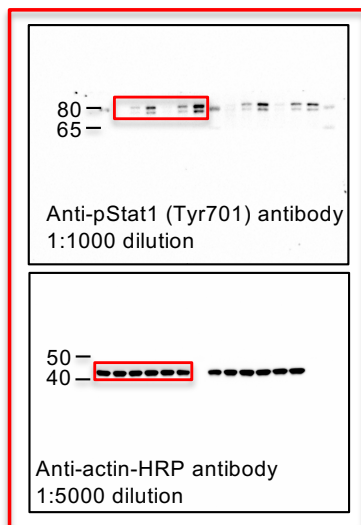 80
65
Anti-pStat1 (Tyr701) antibody
1:1000 dilution
50
40
Anti-actin-HRP antibody
1:5000 dilution